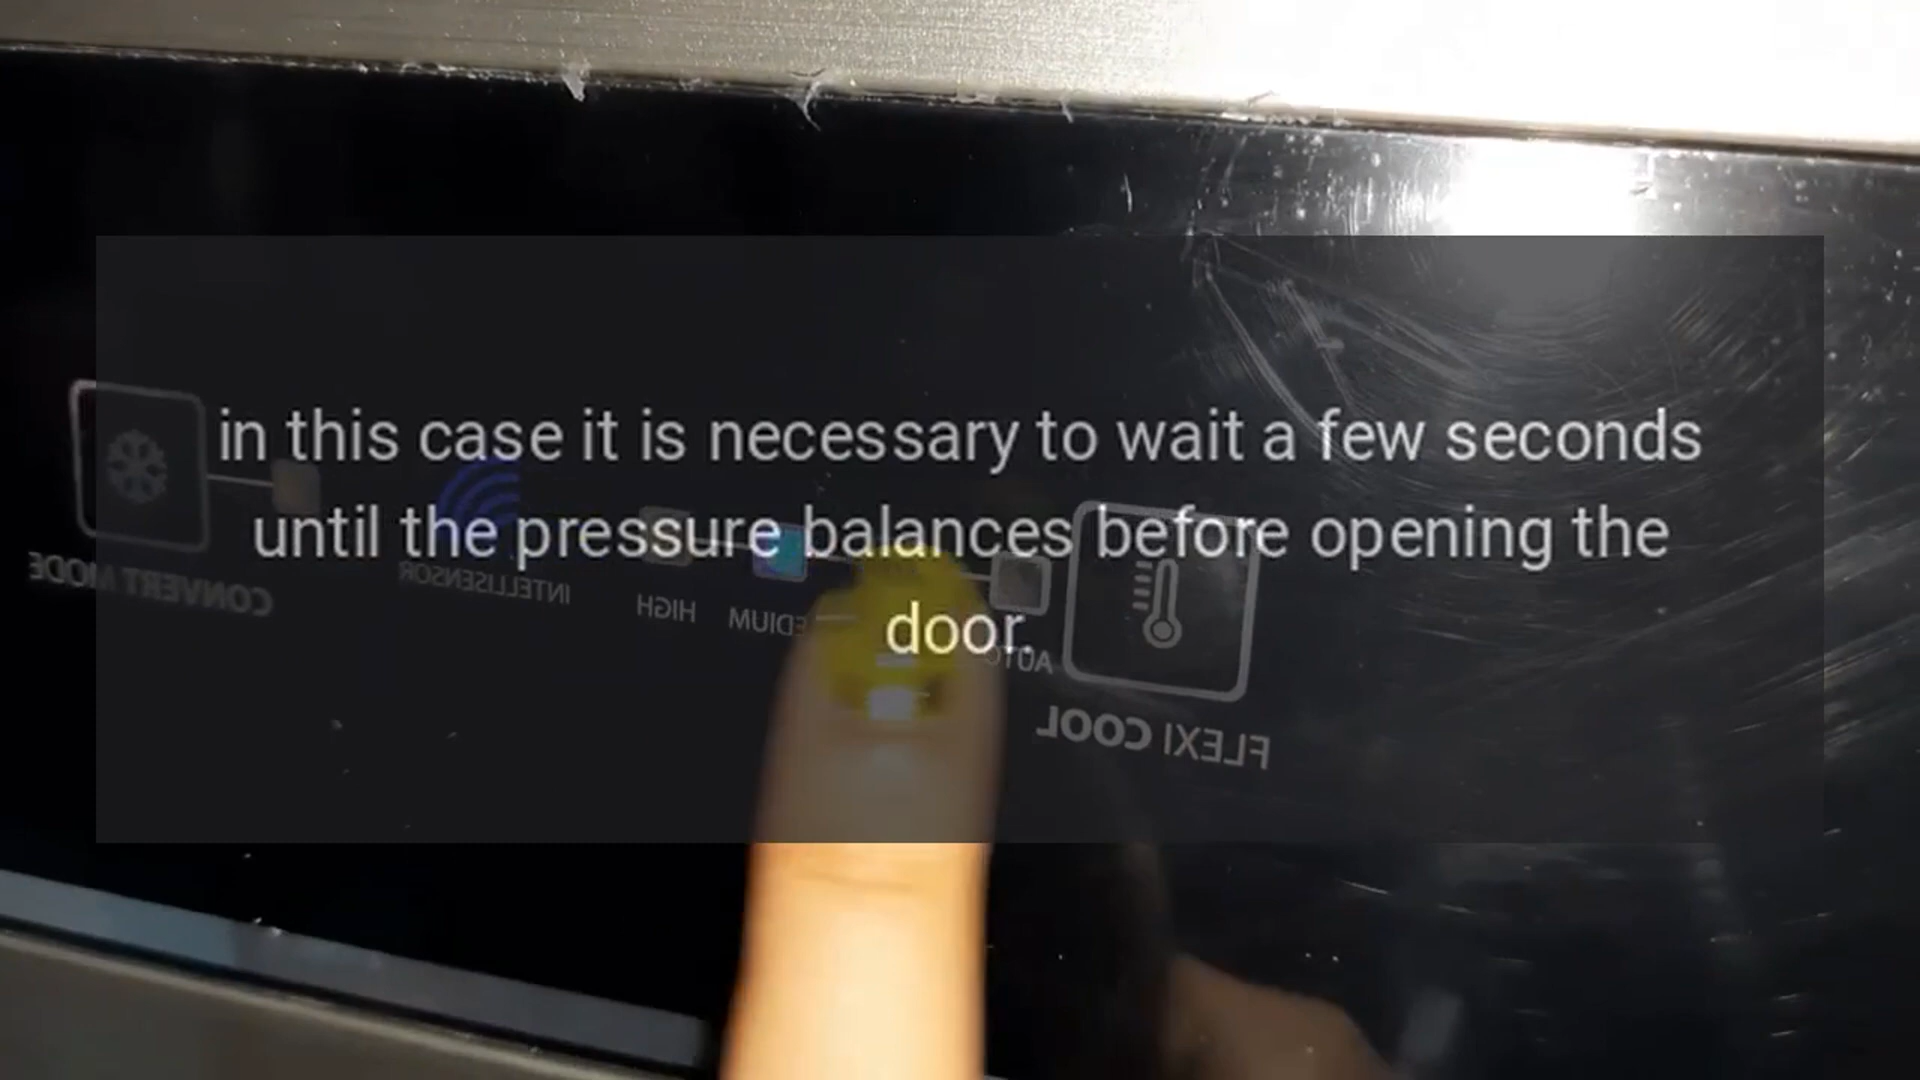 in this case it is necessary to wait a few seconds
until the pressure balances before opening the
door.
CONVERT MODE
INTELLISENSOR
HIGH
MEDIUM
AUTO
FLEXI COOL